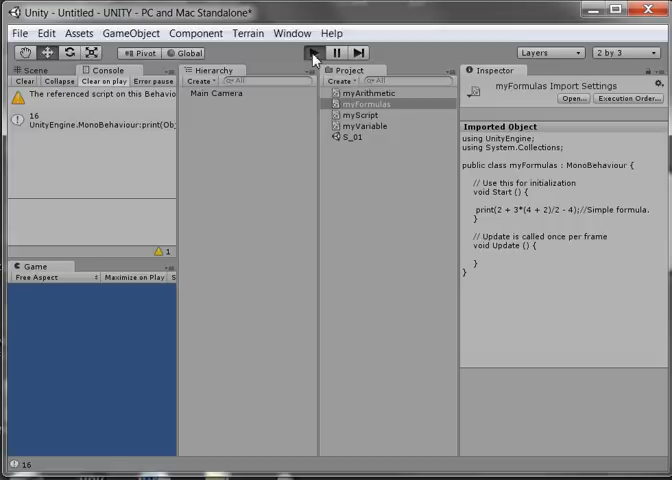 Unity - Untitled - UNITY - PC and Mac Standalone*
File Edit Assets GameObject Component Terrain Window Help
Pivot Global Layers 2 by 3
Scene Console
Clear Collapse Clear on play Error pause
The referenced script on this Behavio
16
UnityEngine.MonoBehaviour:print(Obj
1
Game
Free Aspect Maximize on Play S
Hierarchy
Create All
Main Camera
Project
Create All
myArithmetic
myFormulas
myScript
myVariable
S_01
Inspector
myFormulas Import Settings
Open... Execution Order...
Imported Object
using UnityEngine;
using System.Collections;
public class myFormulas : MonoBehaviour {
// Use this for initialization
void Start () {
print(2 + 3*(4 + 2)/2 - 4);//Simple formula.
}
// Update is called once per frame
void Update () {
}
}
16